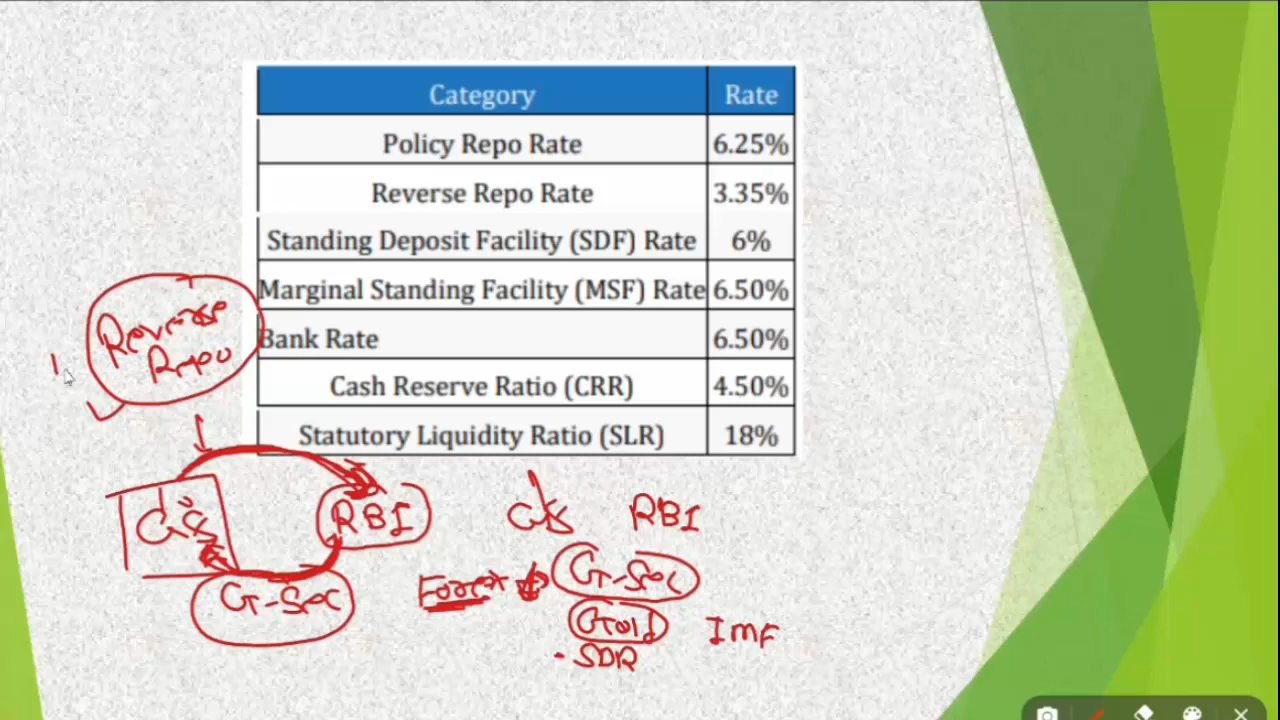 Category Rate
Policy Repo Rate 6.25%
Reverse Repo Rate 3.35%
Standing Deposit Facility (SDF) Rate 6%
Marginal Standing Facility (MSF) Rate 6.50%
Bank Rate 6.50%
Cash Reserve Ratio (CRR) 4.50%
Statutory Liquidity Ratio (SLR) 18%
Reverse
Repo
RBI
G-Sec
RBI
Forex
G-Sec
Gold
IMF
SDR